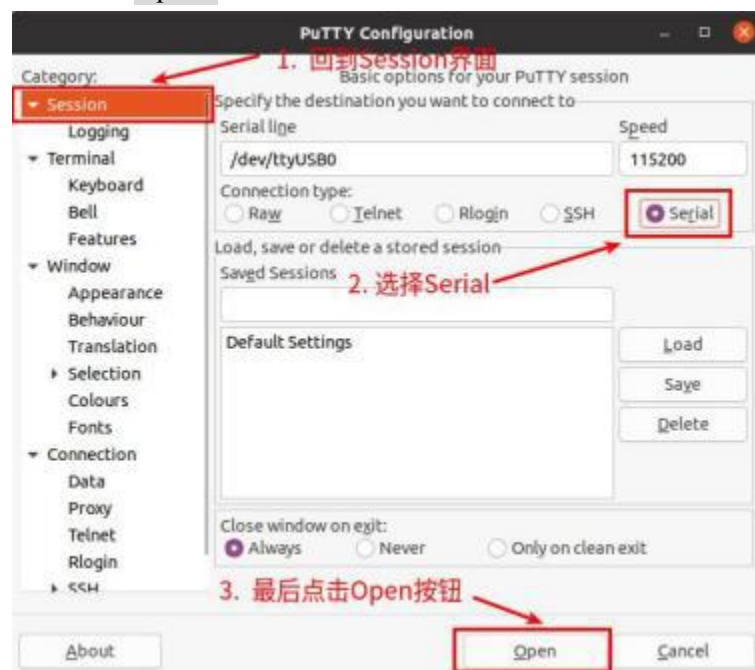 PuTTY Configuration
1. 回到Session界面
Category:
Basic options for your PuTTY session
Session
Logging
Terminal
Keyboard
Bell
Features
Window
Appearance
Behaviour
Translation
Selection
Colours
Fonts
Connection
Data
Proxy
Telnet
Rlogin
SSH
Specify the destination you want to connect to
Serial line
Speed
/dev/ttyUSB0
115200
Connection type:
Raw
Telnet
Rlogin
SSH
Serial
Load, save or delete a stored session
Saved Sessions
2. 选择Serial
Default Settings
Load
Save
Delete
Close window on exit:
Always
Never
Only on clean exit
3. 最后点击Open按钮
About
Open
Cancel